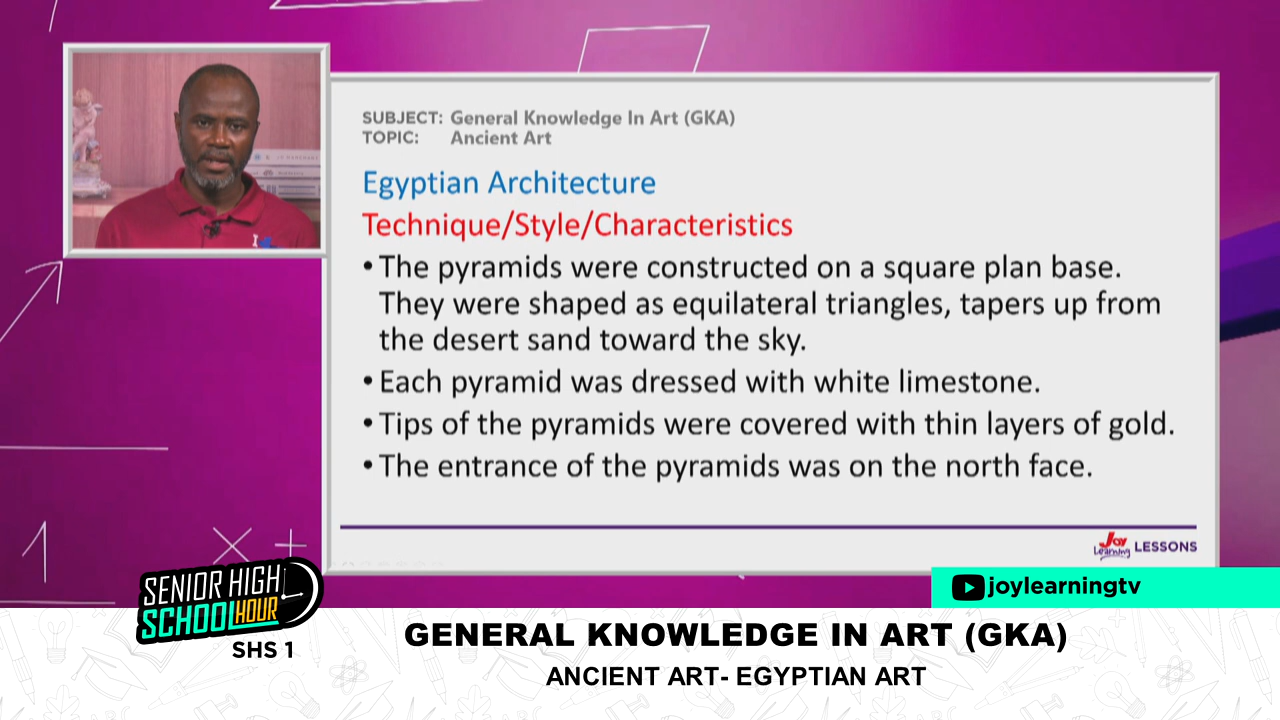 SUBJECT: General Knowledge In Art (GKA)
TOPIC: Ancient Art
Egyptian Architecture
Technique/Style/Characteristics
• The pyramids were constructed on a square plan base.
They were shaped as equilateral triangles, tapers up from
the desert sand toward the sky.
• Each pyramid was dressed with white limestone.
• Tips of the pyramids were covered with thin layers of gold.
• The entrance of the pyramids was on the north face.
Joy Learning LESSONS
joylearningtv
SENIOR HIGH
SCHOOL HOUR
SHS 1
GENERAL KNOWLEDGE IN ART (GKA)
ANCIENT ART- EGYPTIAN ART
1
× +